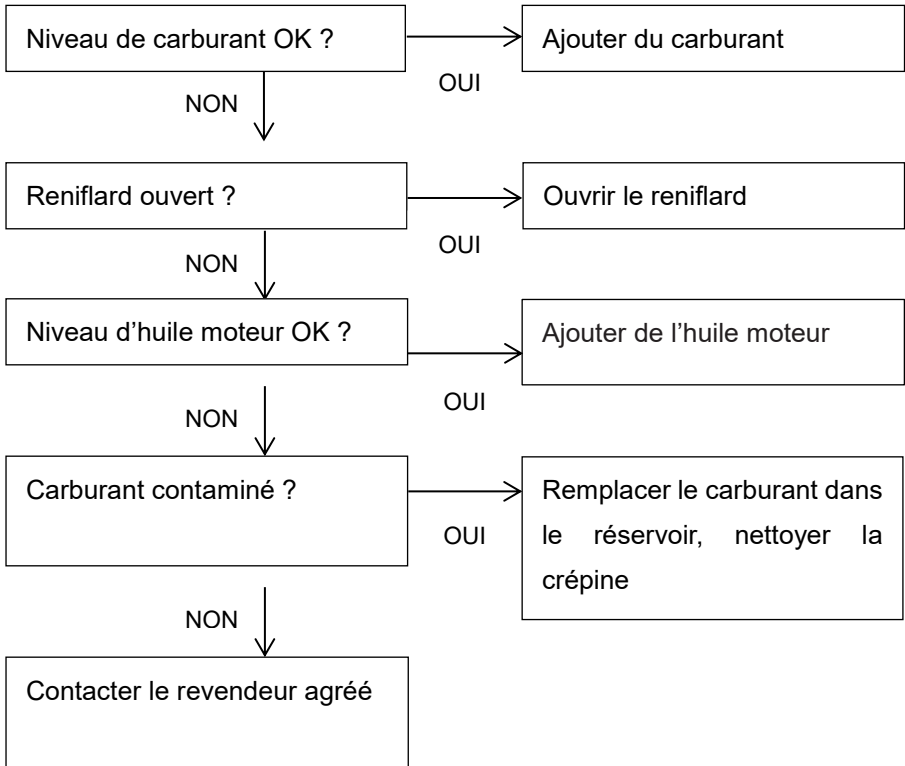 Niveau de carburant OK ?
Ajouter du carburant
OUI
NON
Reniflard ouvert ?
Ouvrir le reniflard
OUI
NON
Niveau d’huile moteur OK ?
Ajouter de l’huile moteur
OUI
NON
Carburant contaminé ?
Remplacer le carburant dans
le réservoir, nettoyer la
crépine
OUI
NON
Contacter le revendeur agréé